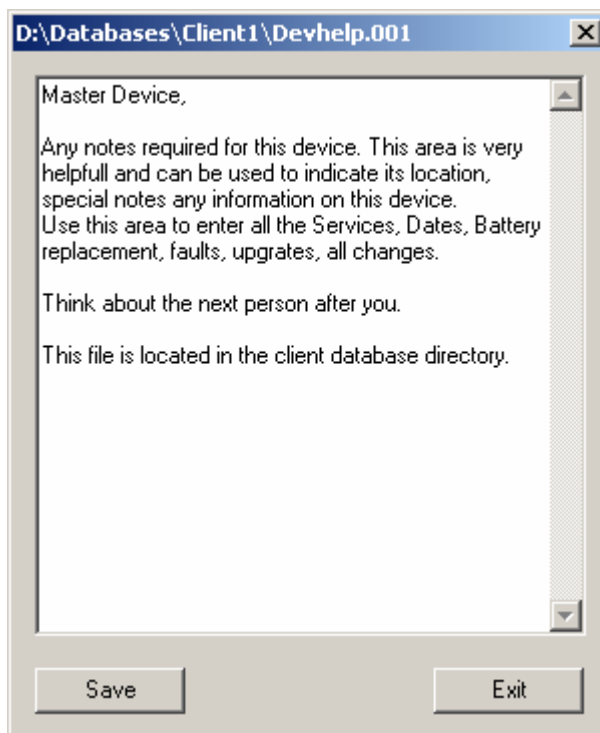 D:\Databases\Client1\Devhelp.001
Master Device,
Any notes required for this device. This area is very
helpfull and can be used to indicate its location,
special notes any information on this device.
Use this area to enter all the Services, Dates, Battery
replacement, faults, upgrates, all changes.
Think about the next person after you.
This file is located in the client database directory.
Save
Exit